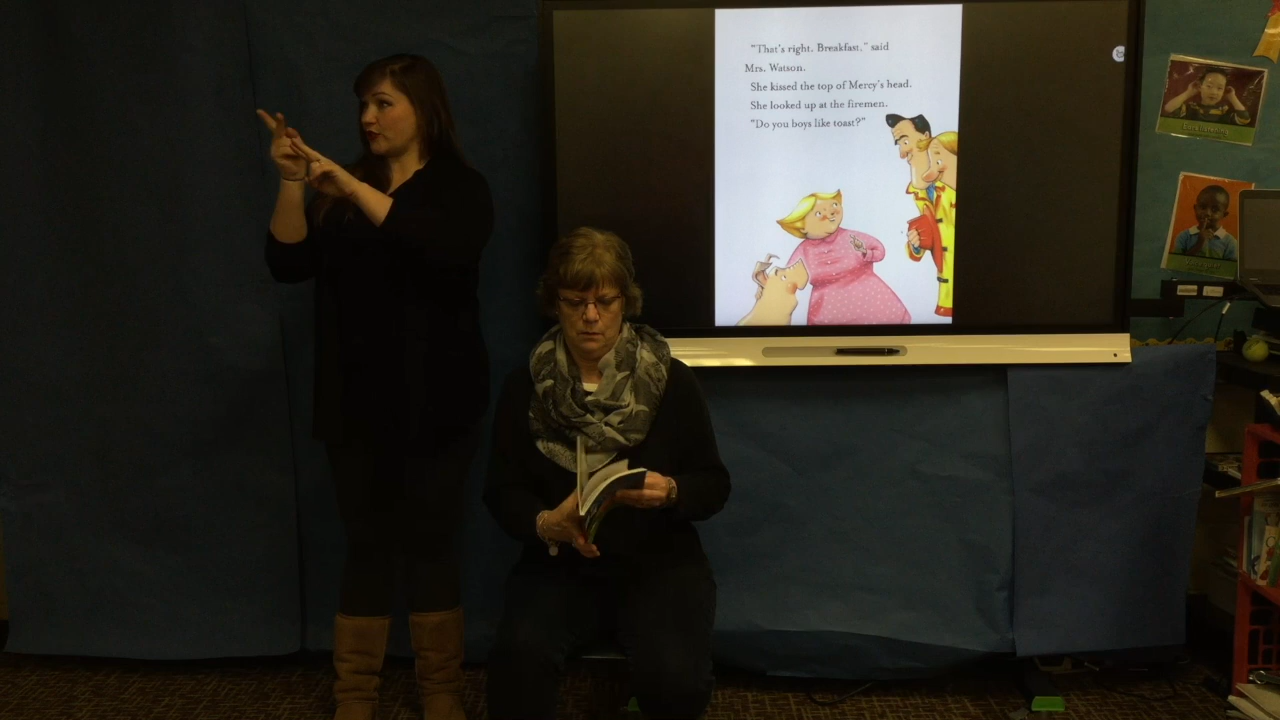 "That's right. Breakfast," said
Mrs. Watson.
She kissed the top of Mercy's head.
She looked up at the firemen.
"Do you boys like toast?"